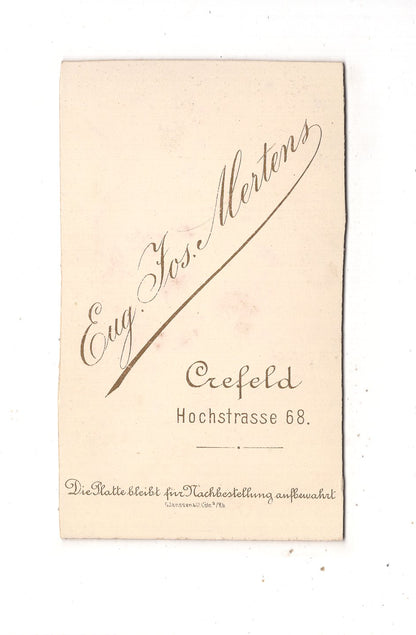 Eug. Jos. Mertens
Crefeld
Hochstrasse 68.
Die Platte bleibt für Nachbestellung aufbewahrt